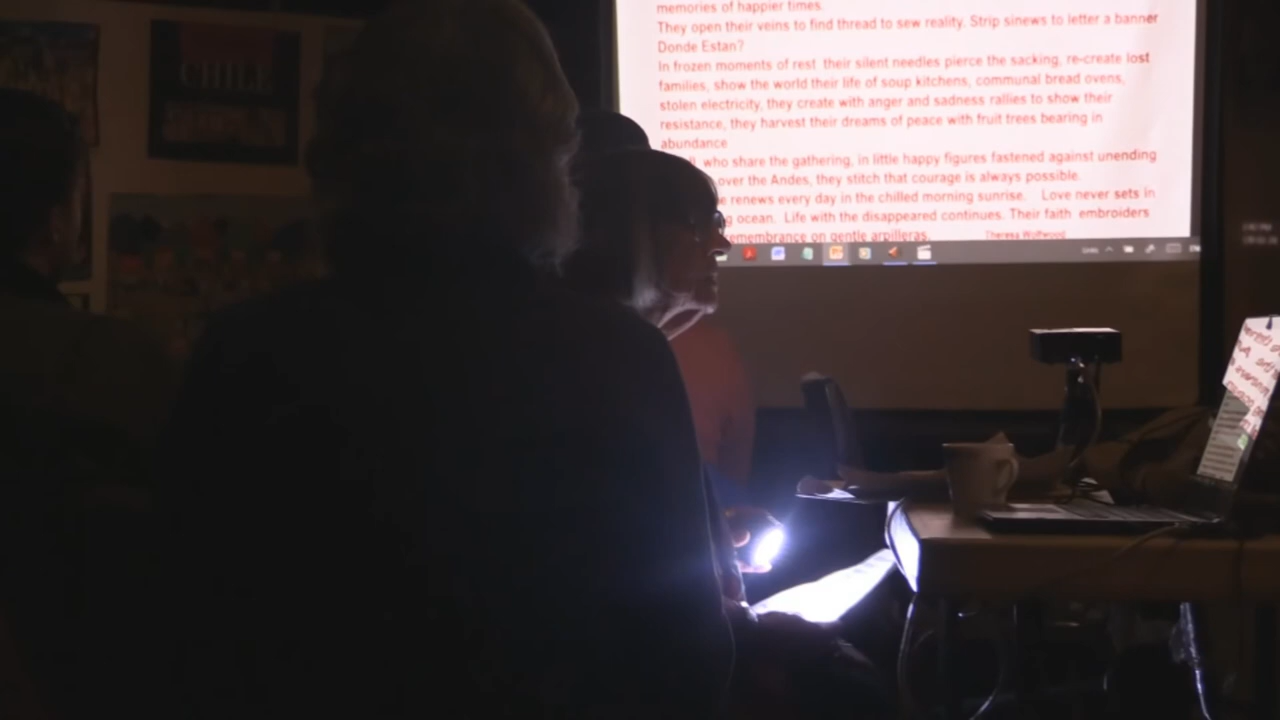 CHILE
memories of happier times.
They open their veins to find thread to sew reality. Strip sinews to letter a banner
Donde Estan?
In frozen moments of rest their silent needles pierce the sacking, re-create lost
families, show the world their life of soup kitchens, communal bread ovens,
stolen electricity, they create with anger and sadness rallies to show their
resistance, they harvest their dreams of peace with fruit trees bearing in
abundance
who share the gathering, in little happy figures fastened against unending
over the Andes, they stitch that courage is always possible.
renews every day in the chilled morning sunrise. Love never sets in
ocean. Life with the disappeared continues. Their faith embroiders
remembrance on gentle arpilleras. Theresa Wolfwood